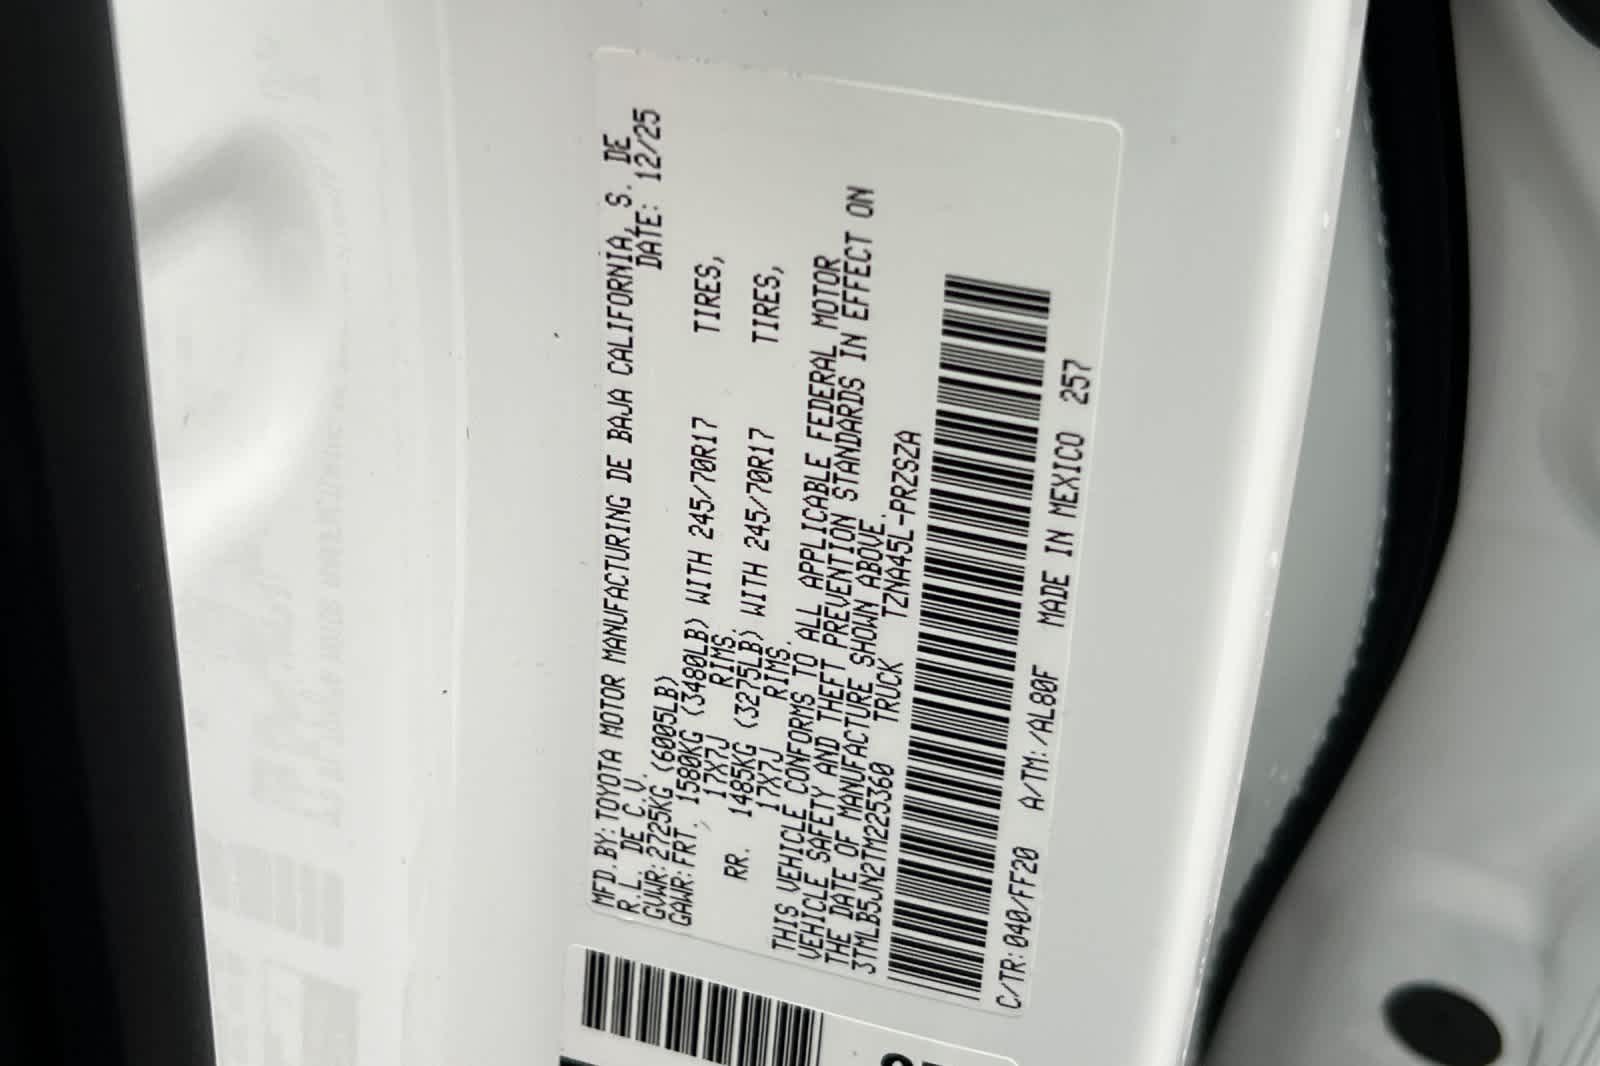 MFD.BY:TOYOTA MOTOR MANUFACTURING DE BAJA CALIFORNIA, S. DE
R.L. DE C.V. DATE: 12/25
GVWR:2725KG (6005LB)
GAWR:FRT. 1580KG (3480LB) WITH 245/70R17 TIRES,
, 17X7J RIMS.
RR. 1485KG (3275LB) WITH 245/70R17 TIRES,
17X7J RIMS.
THIS VEHICLE CONFORMS TO ALL APPLICABLE FEDERAL MOTOR
VEHICLE SAFETY AND THEFT PREVENTION STANDARDS IN EFFECT ON
THE DATE OF MANUFACTURE SHOWN ABOVE.
3TMLB5JN2TM225360 TRUCK TZNA45L-PRZSZA
C/TR:040/FF20 A/TM:/AL80F MADE IN MEXICO 257